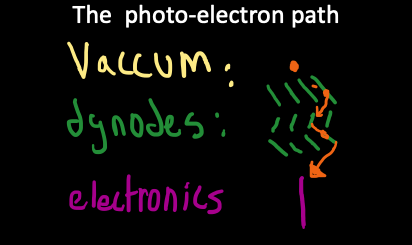 The photo-electron path
Vaccum:
dynodes:
electronics